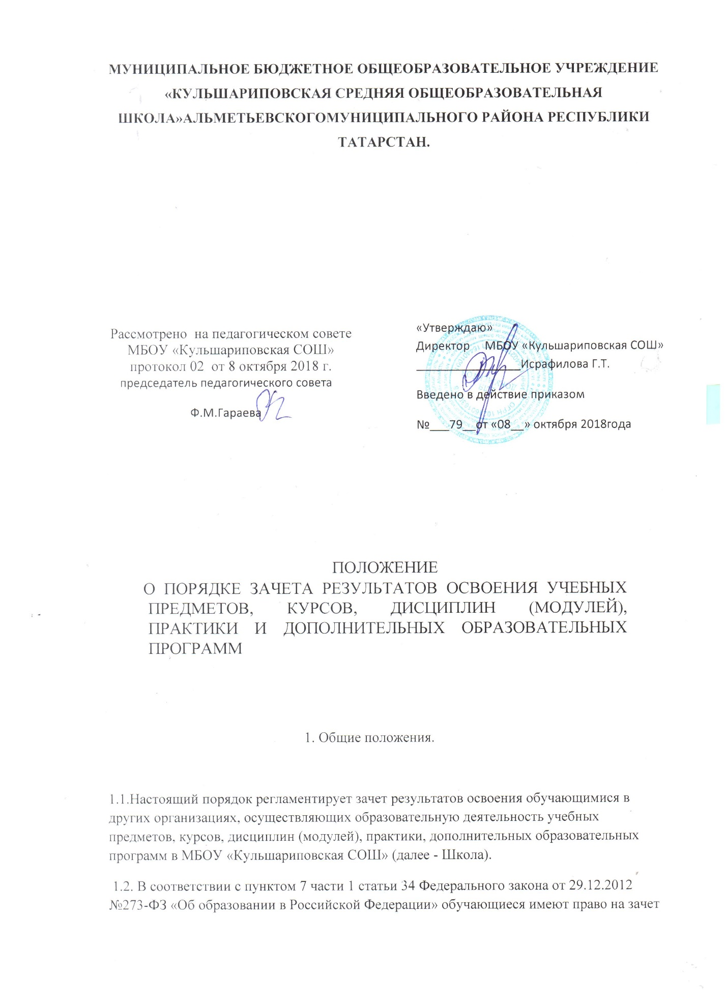 МУНИЦИПАЛЬНОЕ БЮДЖЕТНОЕ ОБЩЕОБРАЗОВАТЕЛЬНОЕ УЧРЕЖДЕНИЕ
«КУЛЬШАРИПОВСКАЯ СРЕДНЯЯ ОБЩЕОБРАЗОВАТЕЛЬНАЯ
ШКОЛА»АЛЬМЕТЬЕВСКОГОМУНИЦИПАЛЬНОГО РАЙОНА РЕСПУБЛИКИ
ТАТАРСТАН.
Рассмотрено на педагогическом совете
МБОУ «Кульшариповская СОШ»
протокол 02 от 8 октября 2018 г.
председатель педагогического совета
Ф.М.Гараева
«Утверждаю»
Директор МБОУ «Кульшариповская СОШ»
________________Исрафилова Г.Т.
Введено в действие приказом
№___79__от «08__» октября 2018года
ПОЛОЖЕНИЕ
О ПОРЯДКЕ ЗАЧЕТА РЕЗУЛЬТАТОВ ОСВОЕНИЯ УЧЕБНЫХ
ПРЕДМЕТОВ, КУРСОВ, ДИСЦИПЛИН (МОДУЛЕЙ),
ПРАКТИКИ И ДОПОЛНИТЕЛЬНЫХ ОБРАЗОВАТЕЛЬНЫХ
ПРОГРАММ
1. Общие положения.
1.1.Настоящий порядок регламентирует зачет результатов освоения обучающимися в
других организациях, осуществляющих образовательную деятельность учебных
предметов, курсов, дисциплин (модулей), практики, дополнительных образовательных
программ в МБОУ «Кульшариповская СОШ» (далее - Школа).
1.2. В соответствии с пунктом 7 части 1 статьи 34 Федерального закона от 29.12.2012
№273-ФЗ «Об образовании в Российской Федерации» обучающиеся имеют право на зачет